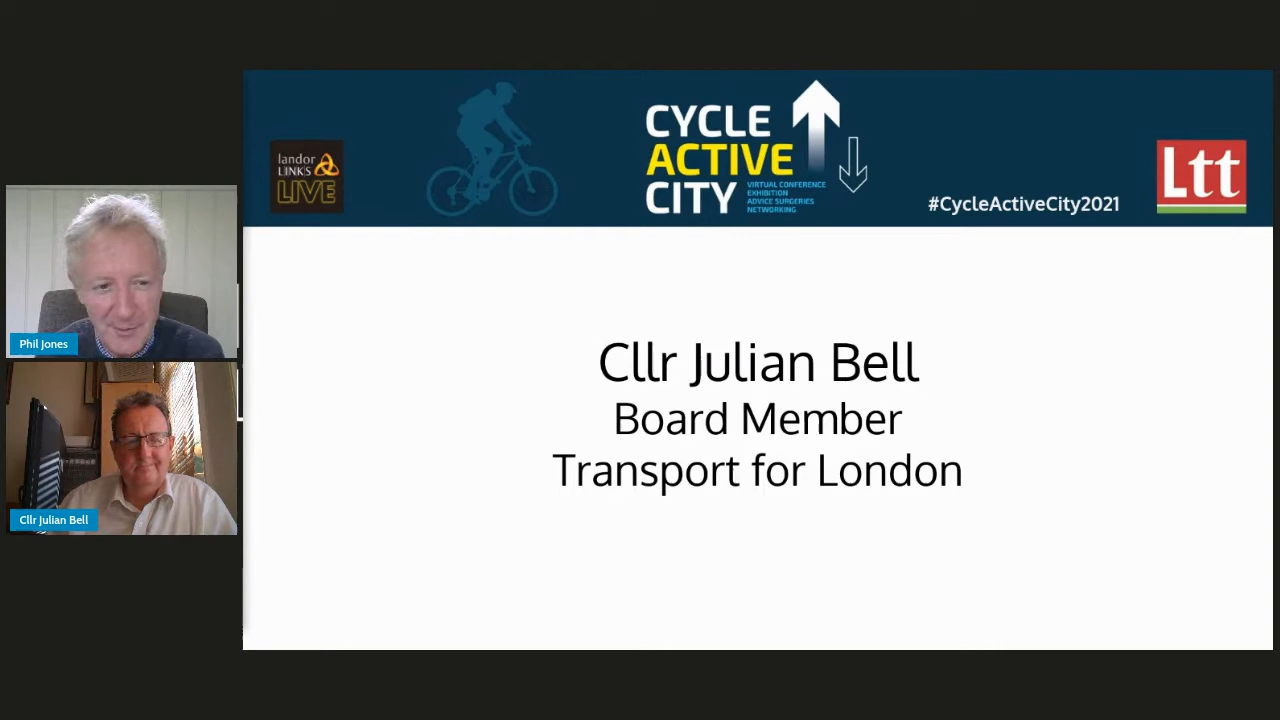 landor
LINKS
LIVE
CYCLE
ACTIVE
CITY
VIRTUAL CONFERENCE
EXHIBITION
ADVICE SURGERIES
NETWORKING
#CycleActiveCity2021
Ltt
Phil Jones
Cllr Julian Bell
Cllr Julian Bell
Board Member
Transport for London